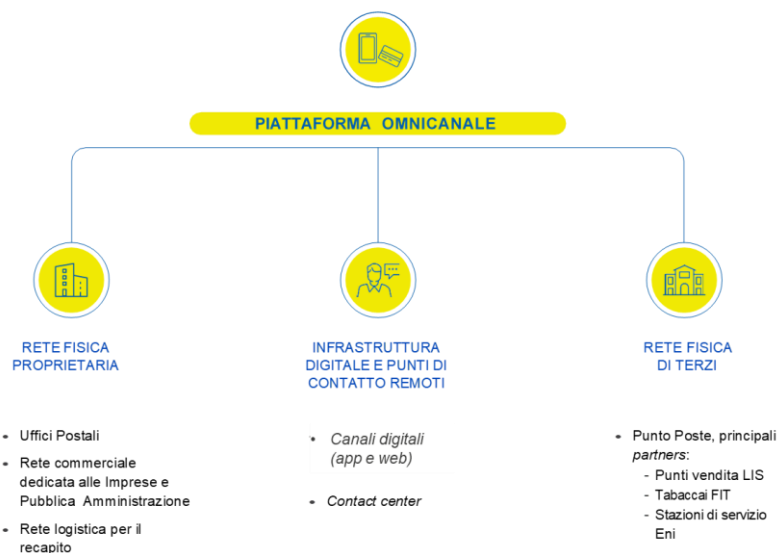 PIATTAFORMA OMNICANALE
RETE FISICA
PROPRIETARIA
• Uffici Postali
• Rete commerciale
dedicata alle Imprese e
Pubblica Amministrazione
• Rete logistica per il
recapito
INFRASTRUTTURA
DIGITALE E PUNTI DI
CONTATTO REMOTI
• Canali digitali
(app e web)
• Contact center
RETE FISICA
DI TERZI
• Punto Poste, principali
partners:
- Punti vendita LIS
- Tabaccai FIT
- Stazioni di servizio
Eni